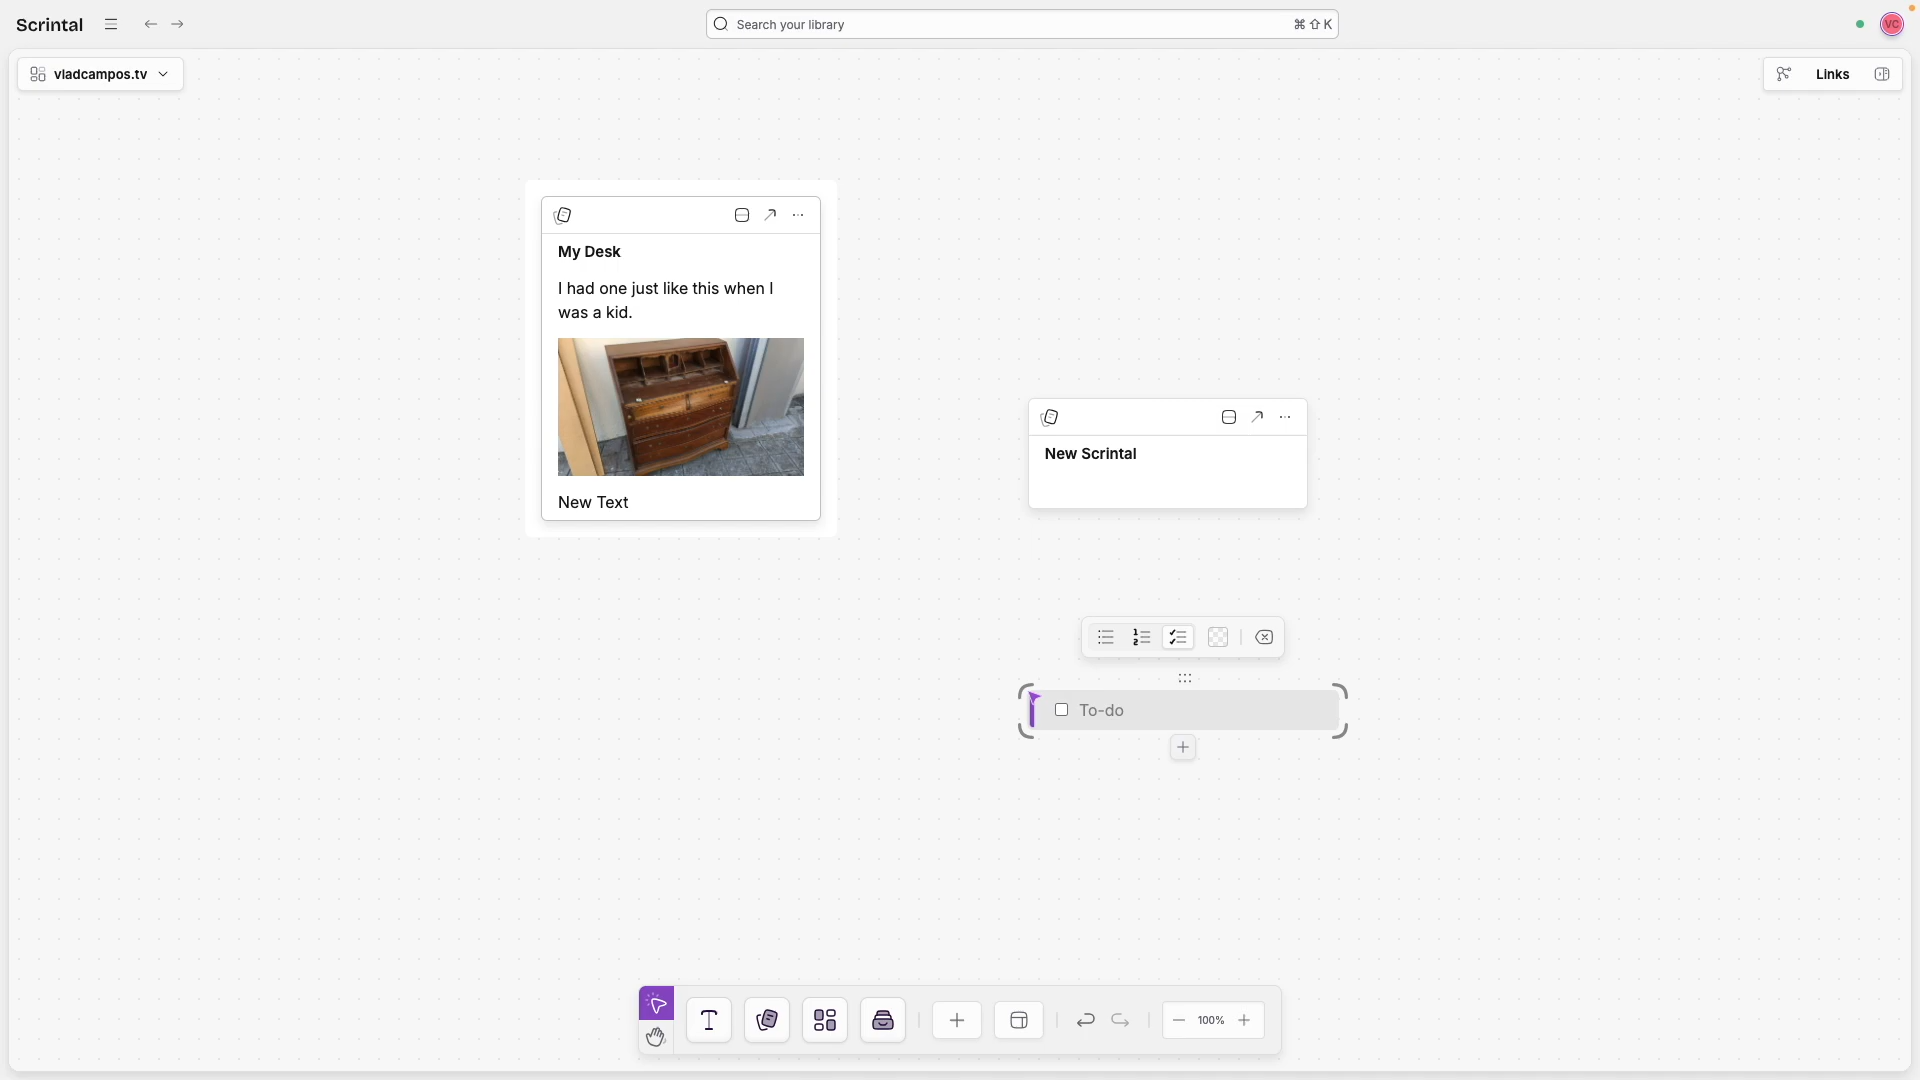 Scrintal
Search your library
⌘⇧K
VC
vladcampos.tv
Links
My Desk
I had one just like this when I
was a kid.
New Text
New Scrintal
To-do
100%